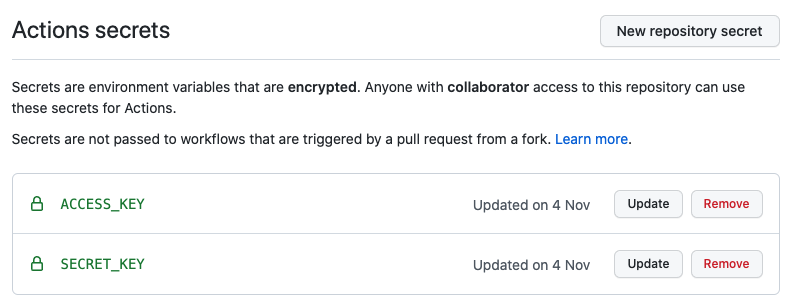 Actions secrets
New repository secret
Secrets are environment variables that are encrypted. Anyone with collaborator access to this repository can use
these secrets for Actions.
Secrets are not passed to workflows that are triggered by a pull request from a fork. Learn more.
ACCESS_KEY Updated on 4 Nov Update Remove
SECRET_KEY Updated on 4 Nov Update Remove